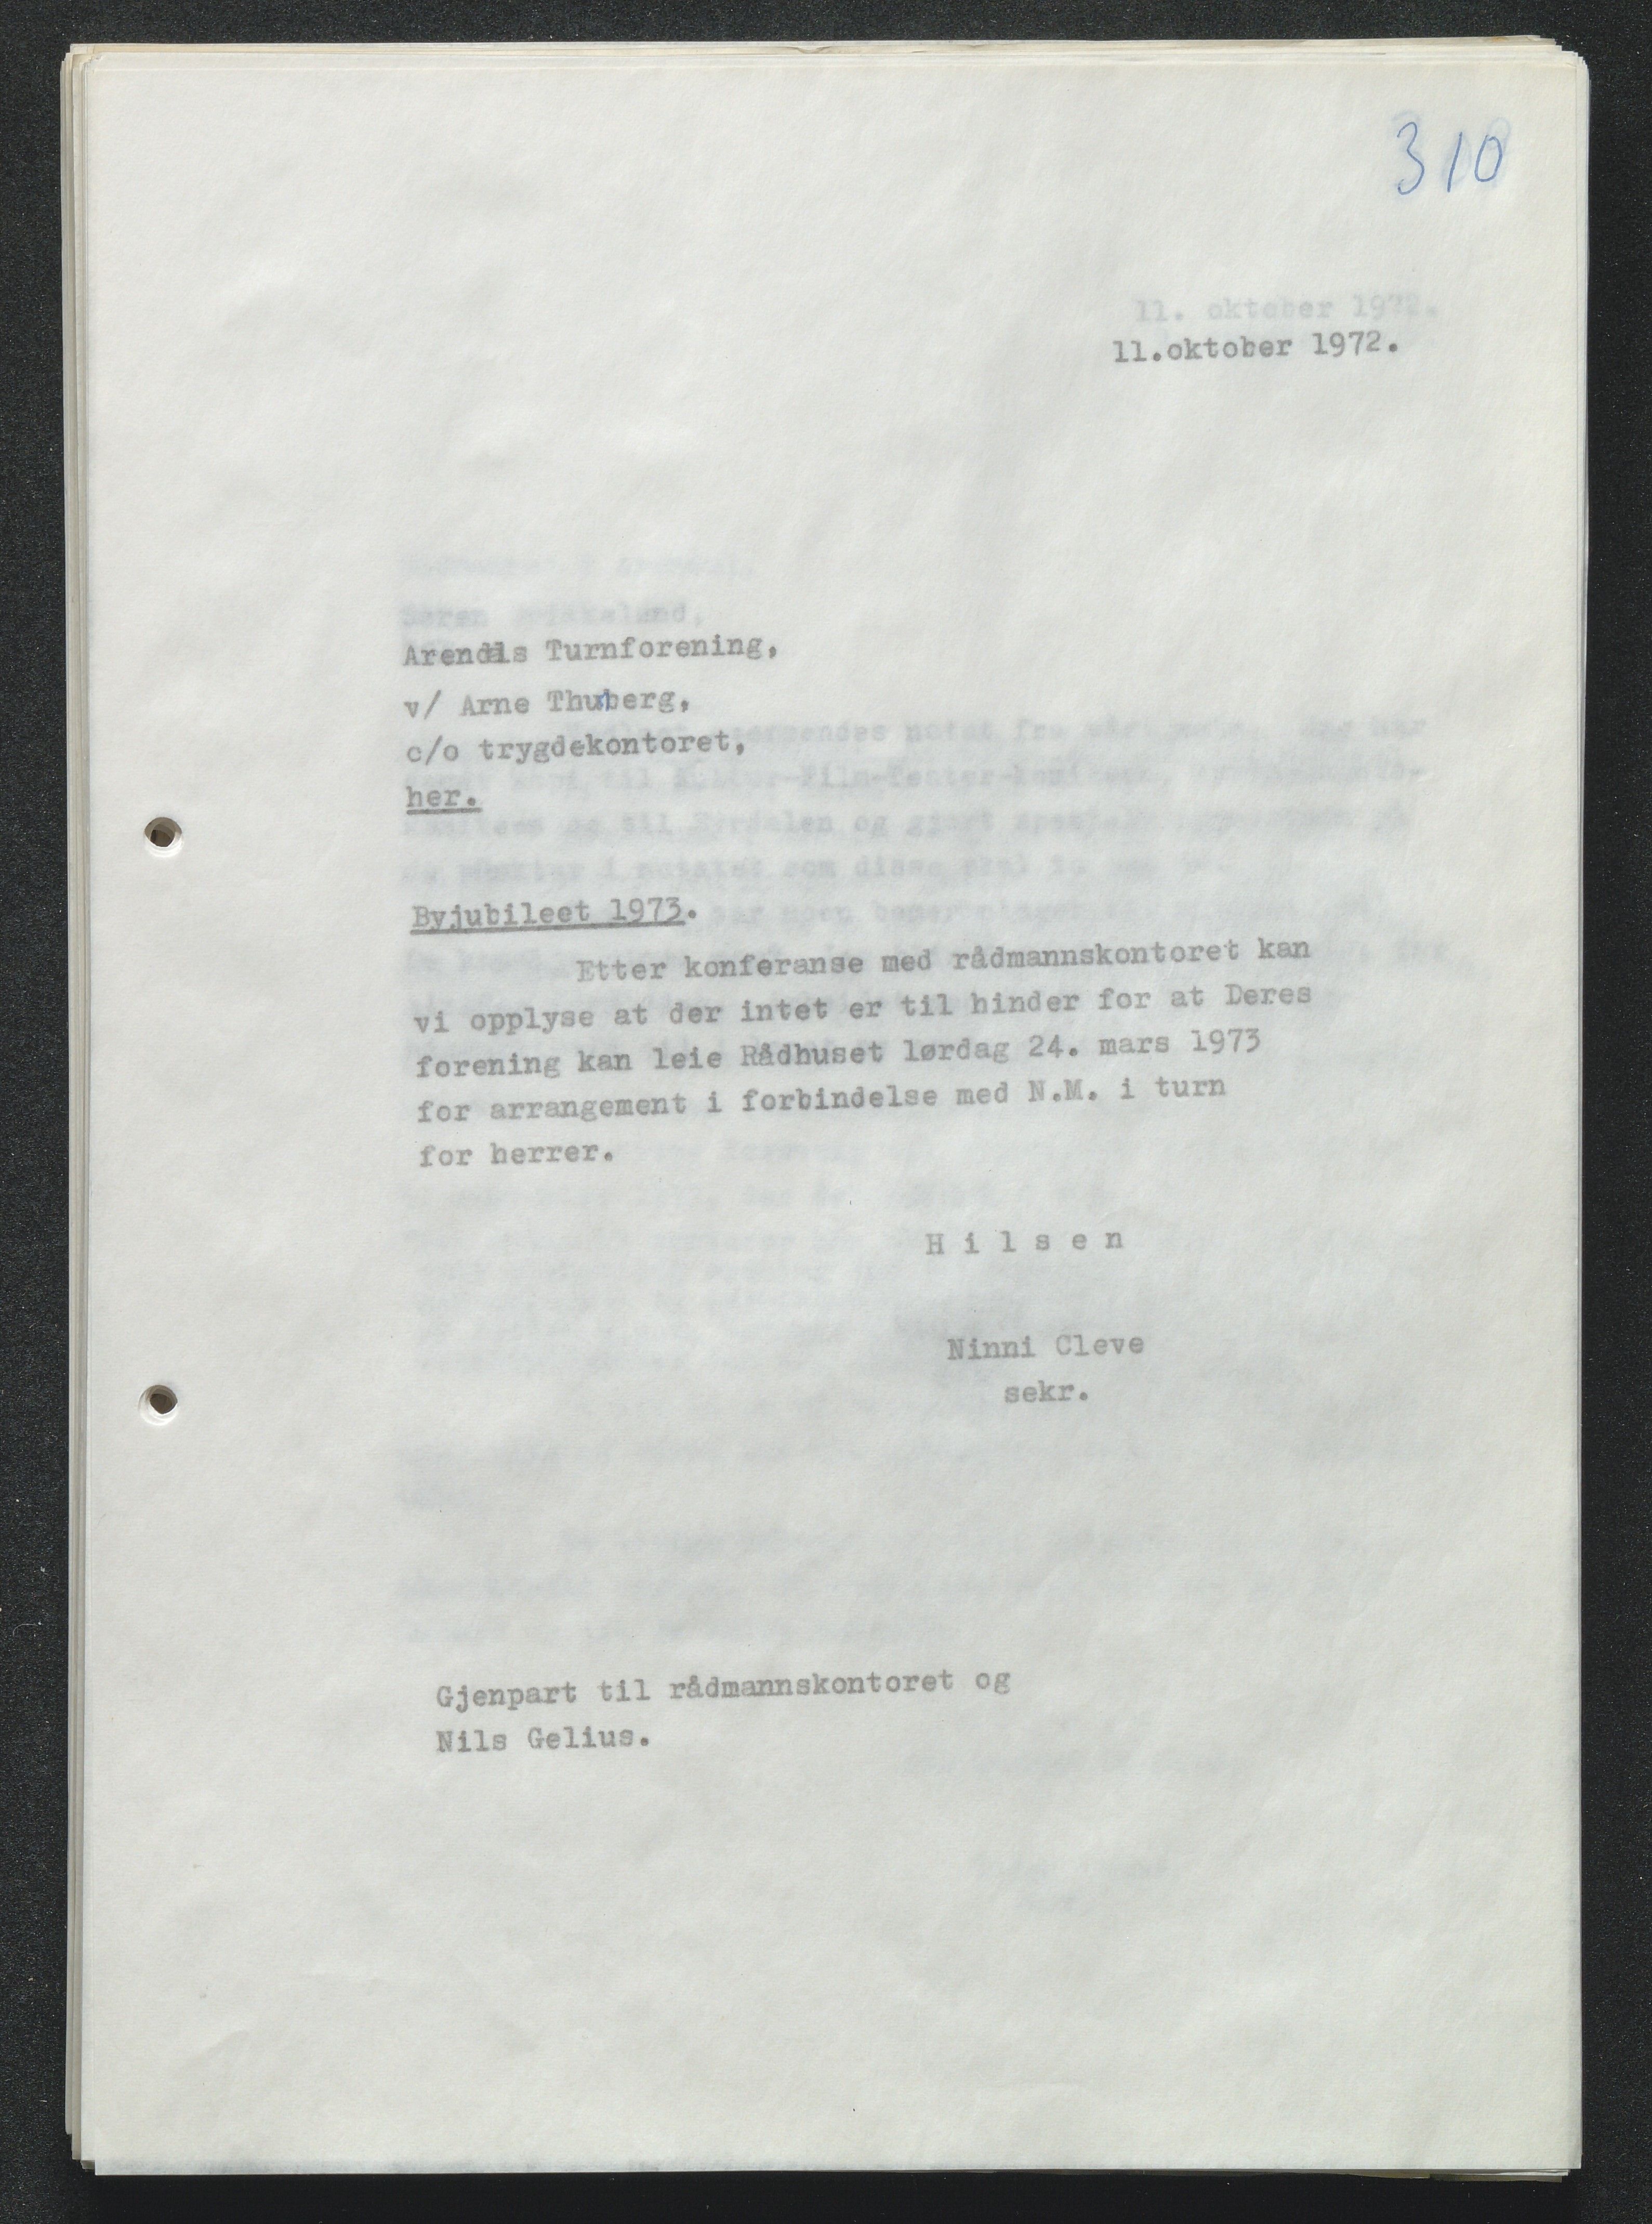 310
11.oktober 1972.
Arendals Turnforening,
v/ Arne Thuberg,
c/o trygdekontoret,
her.
Byjubileet 1973.
Etter konferanse med rådmannskontoret kan
vi opplyse at der intet er til hinder for at Deres
forening kan leie Rådhuset lørdag 24. mars 1973
for arrangement i forbindelse med N.M. i turn
for herrer.
H i l s e n
Ninni Cleve
sekr.
Gjenpart til rådmannskontoret og
Nils Gelius.